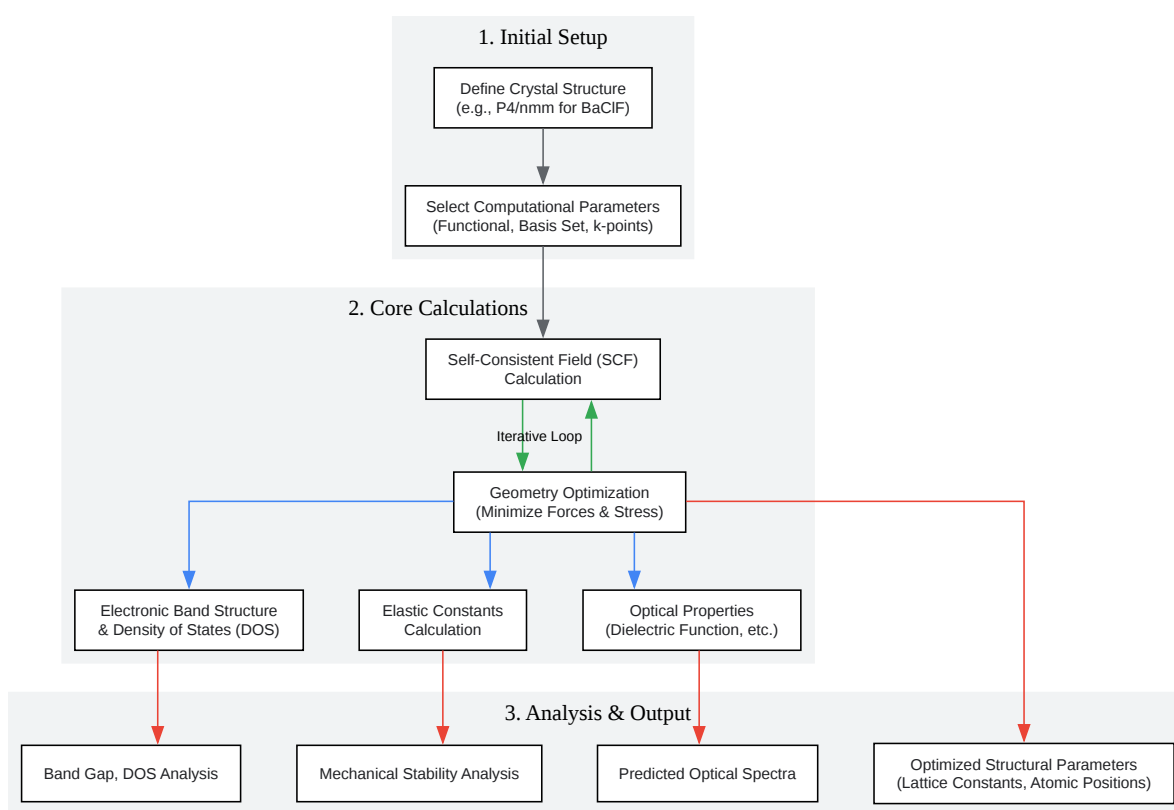 1. Initial Setup
Define Crystal Structure
(e.g., P4/nmm for BaClF)
Select Computational Parameters
(Functional, Basis Set, k-points)
2. Core Calculations
Self-Consistent Field (SCF)
Calculation
Iterative Loop
Geometry Optimization
(Minimize Forces & Stress)
Electronic Band Structure
& Density of States (DOS)
Elastic Constants
Calculation
Optical Properties
(Dielectric Function, etc.)
3. Analysis & Output
Band Gap, DOS Analysis
Mechanical Stability Analysis
Predicted Optical Spectra
Optimized Structural Parameters
(Lattice Constants, Atomic Positions)